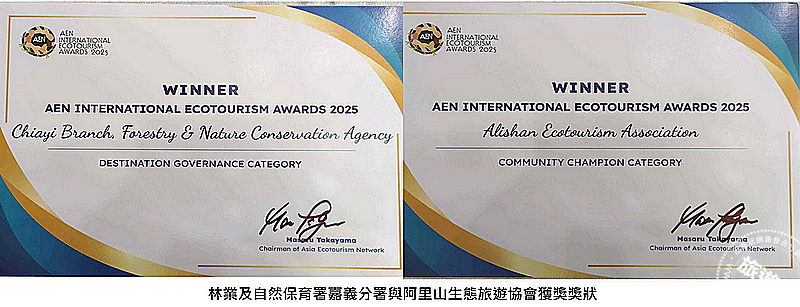 AEN
INTERNATIONAL
ECOTOURISM
AWARDS 2025
WINNER
AEN INTERNATIONAL ECOTOURISM AWARDS 2025
Chiayi Branch, Forestry & Nature Conservation Agency
DESTINATION GOVERNANCE CATEGORY
Masaru Takayama
Chairman of Asia Ecotourism Network
AEN
INTERNATIONAL
ECOTOURISM
AWARDS 2025
WINNER
AEN INTERNATIONAL ECOTOURISM AWARDS 2025
Alishan Ecotourism Association
COMMUNITY CHAMPION CATEGORY
Masaru Takayama
Chairman of Asia Ecotourism Network
林業及自然保育署嘉義分署與阿里山生態旅遊協會獲獎獎狀